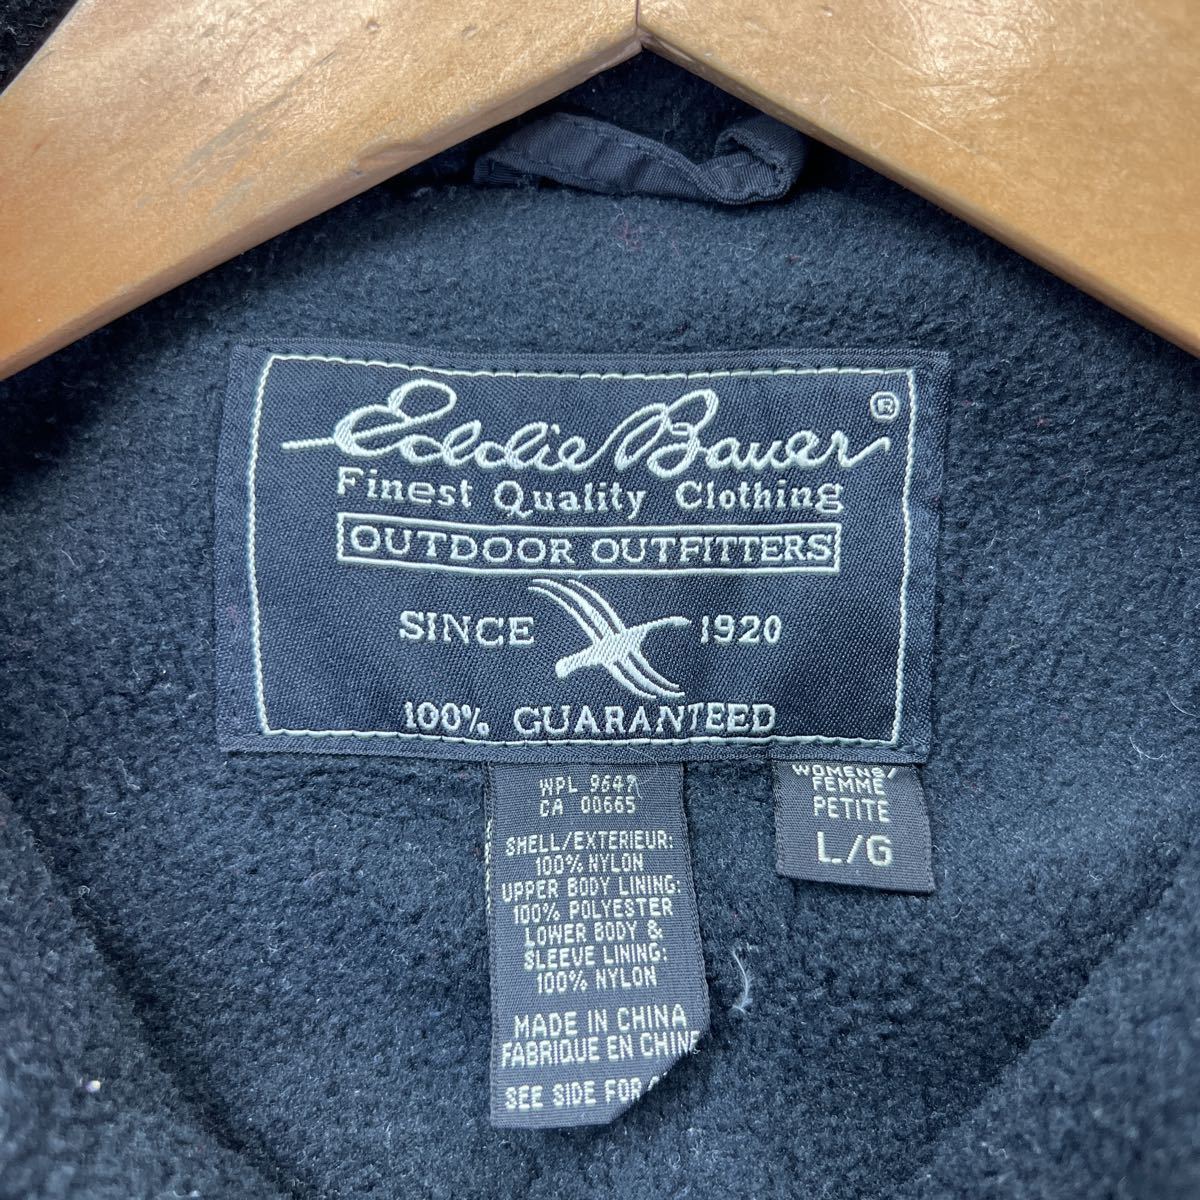 Eddie Bauer ®
Finest Quality Clothing
OUTDOOR OUTFITTERS
SINCE 1920
100% GUARANTEED
WPL 9647
CA 00665
SHELL/EXTERIEUR:
100% NYLON
UPPER BODY LINING:
100% POLYESTER
LOWER BODY &
SLEEVE LINING:
100% NYLON
MADE IN CHINA
FABRIQUE EN CHINE
SEE SIDE FOR
WOMENS/
FEMME
PETITE
L/G